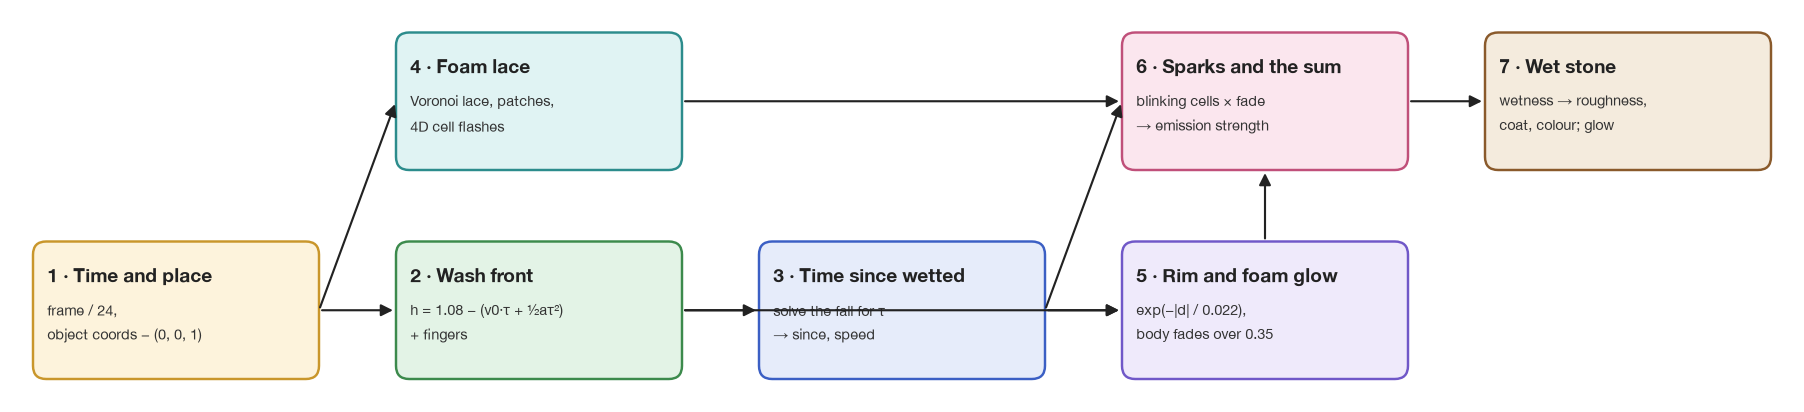 4 · Foam lace
Voronoi lace, patches,
4D cell flashes
6 · Sparks and the sum
blinking cells × fade
→ emission strength
7 · Wet stone
wetness → roughness,
coat, colour; glow
1 · Time and place
frame / 24,
object coords − (0, 0, 1)
2 · Wash front
h = 1.08 − (v0·τ + ½aτ²)
+ fingers
3 · Time since wetted
solve the fall for τ
→ since, speed
5 · Rim and foam glow
exp(−|d| / 0.022),
body fades over 0.35